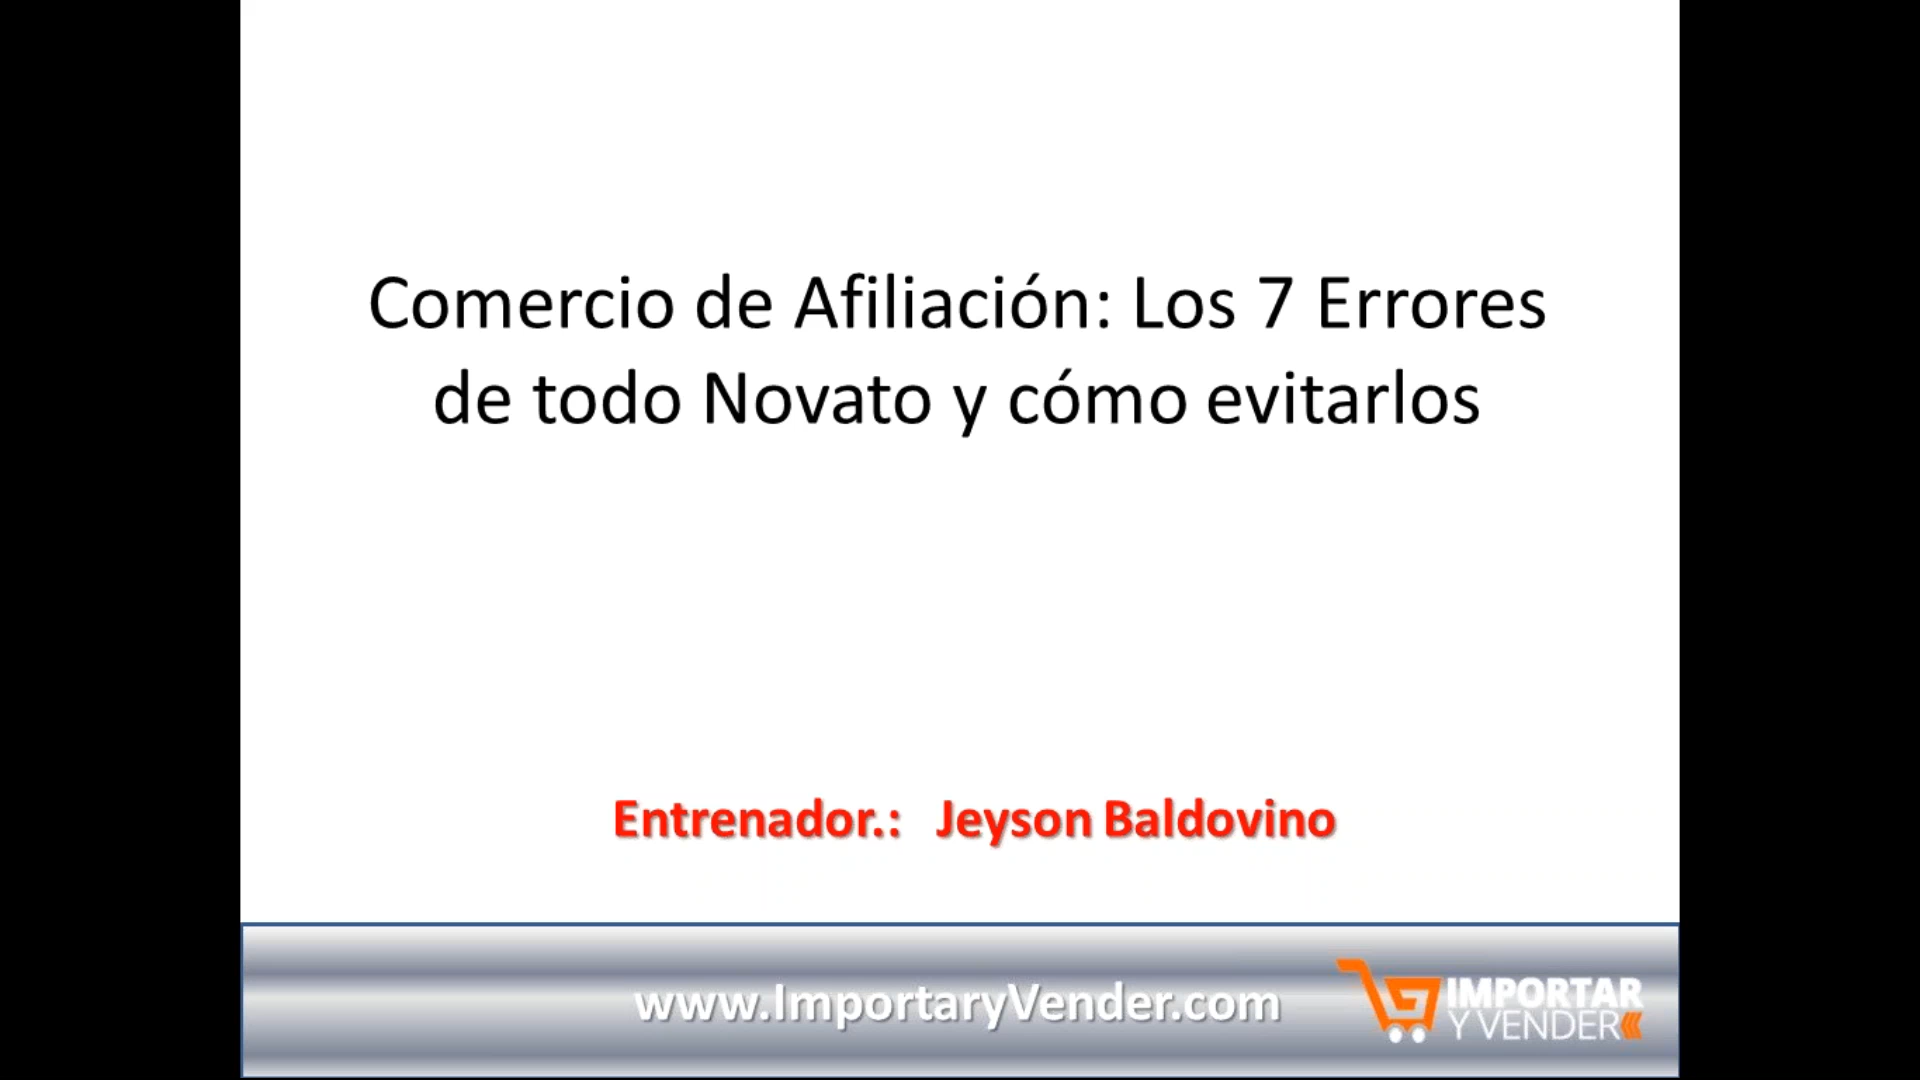 Comercio de Afiliación: Los 7 Errores
de todo Novato y cómo evitarlos
Entrenador.: Jeyson Baldovino
www.ImportaryVender.com
IMPORTAR
Y VENDER